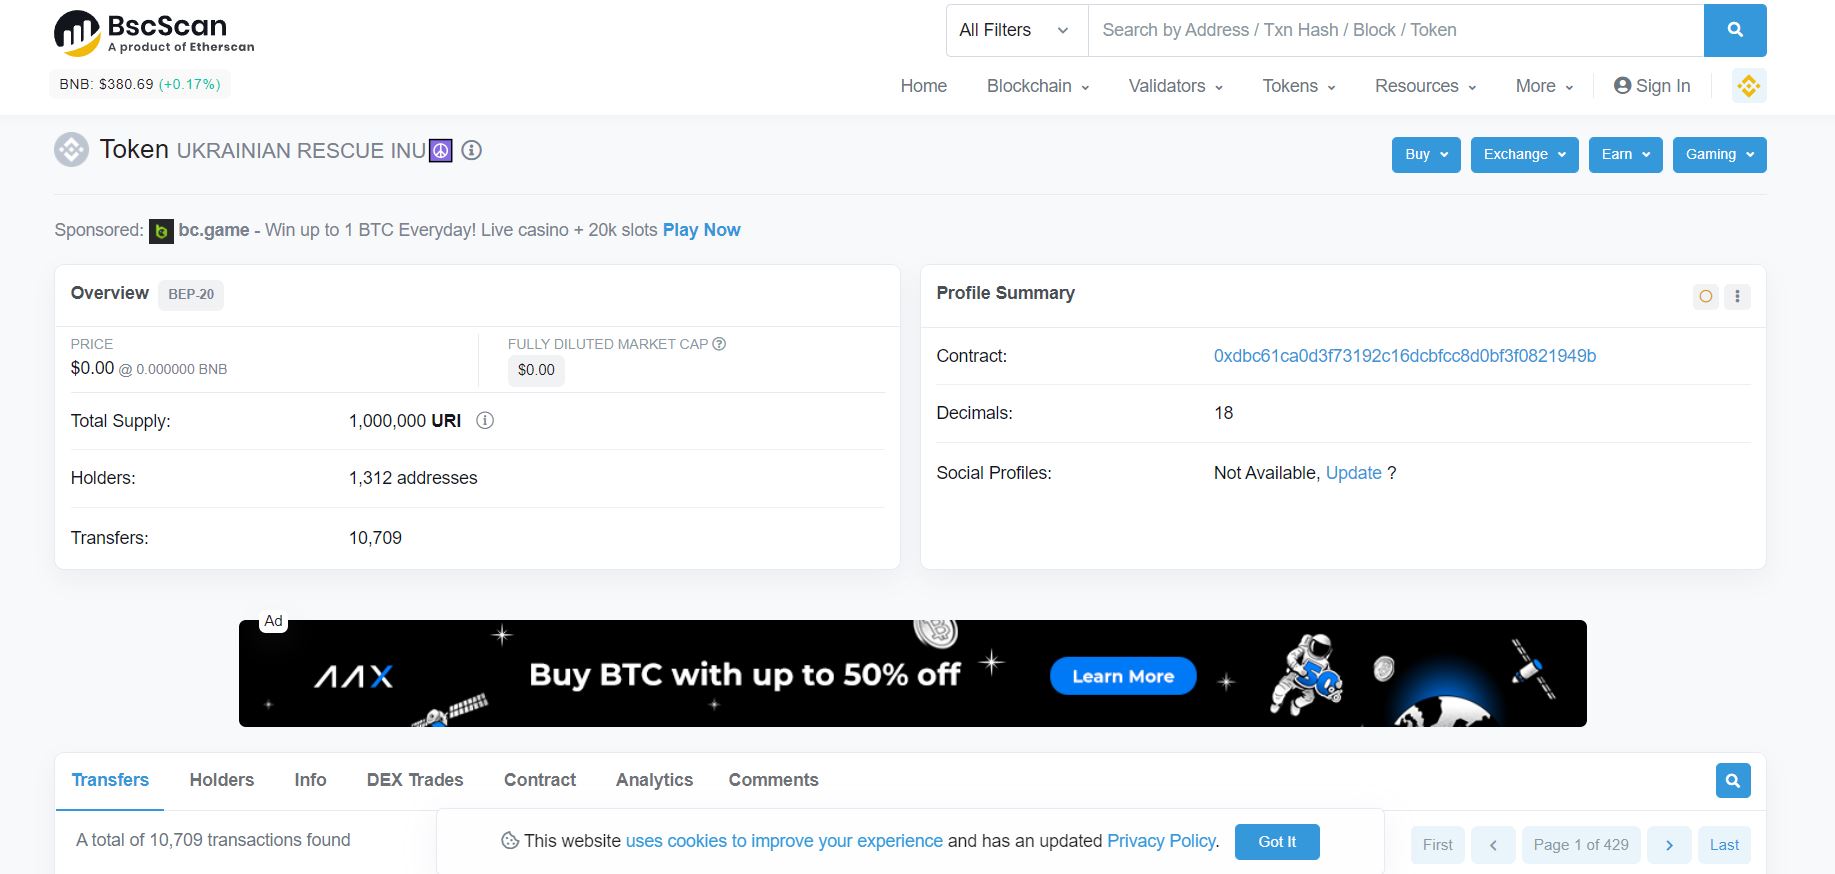 BscScan
A product of Etherscan
All Filters
Search by Address / Txn Hash / Block / Token
BNB: $380.69 (+0.17%)
Home Blockchain Validators Tokens Resources More Sign In
Token UKRAINIAN RESCUE INU☮️
Buy Exchange Earn Gaming
Sponsored: bc.game - Win up to 1 BTC Everyday! Live casino + 20k slots Play Now
Overview BEP-20
PRICE
$0.00 @ 0.000000 BNB
FULLY DILUTED MARKET CAP
$0.00
Total Supply: 1,000,000 URI
Holders: 1,312 addresses
Transfers: 10,709
Profile Summary
Contract: 0xdbc61ca0d3f73192c16dcbfcc8d0bf3f0821949b
Decimals: 18
Social Profiles: Not Available, Update ?
Ad
AAX
Buy BTC with up to 50% off
Learn More
50%
Transfers Holders Info DEX Trades Contract Analytics Comments
A total of 10,709 transactions found
This website uses cookies to improve your experience and has an updated Privacy Policy.
Got It
First Page 1 of 429 Last